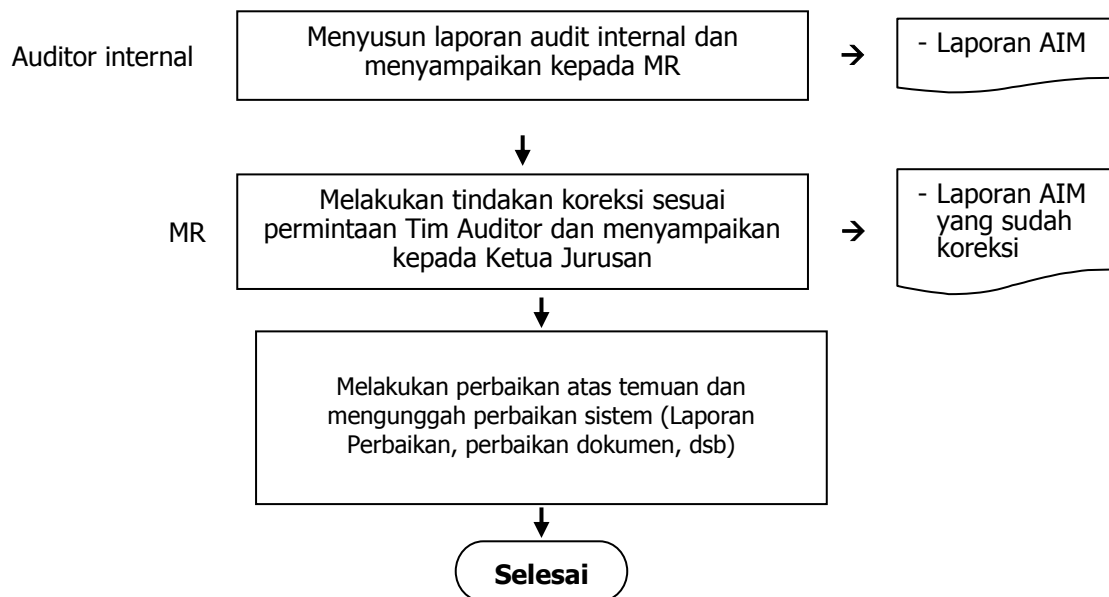 Auditor internal
Menyusun laporan audit internal dan
menyampaikan kepada MR
→
- Laporan AIM
MR
Melakukan tindakan koreksi sesuai
permintaan Tim Auditor dan menyampaikan
kepada Ketua Jurusan
→
- Laporan AIM
yang sudah
koreksi
Melakukan perbaikan atas temuan dan
mengunggah perbaikan sistem (Laporan
Perbaikan, perbaikan dokumen, dsb)
Selesai